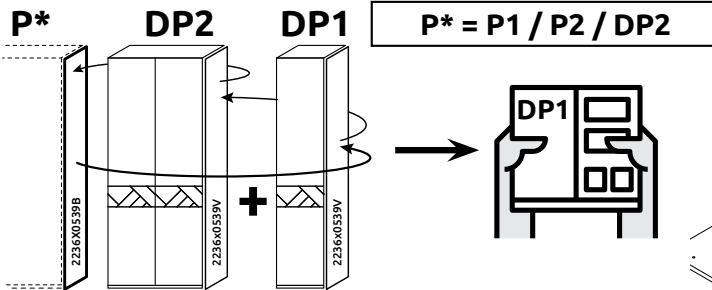 P* DP2 DP1
P* = P1 / P2 / DP2
DP1
2236X0539B
2236x0539V
2236x0539V